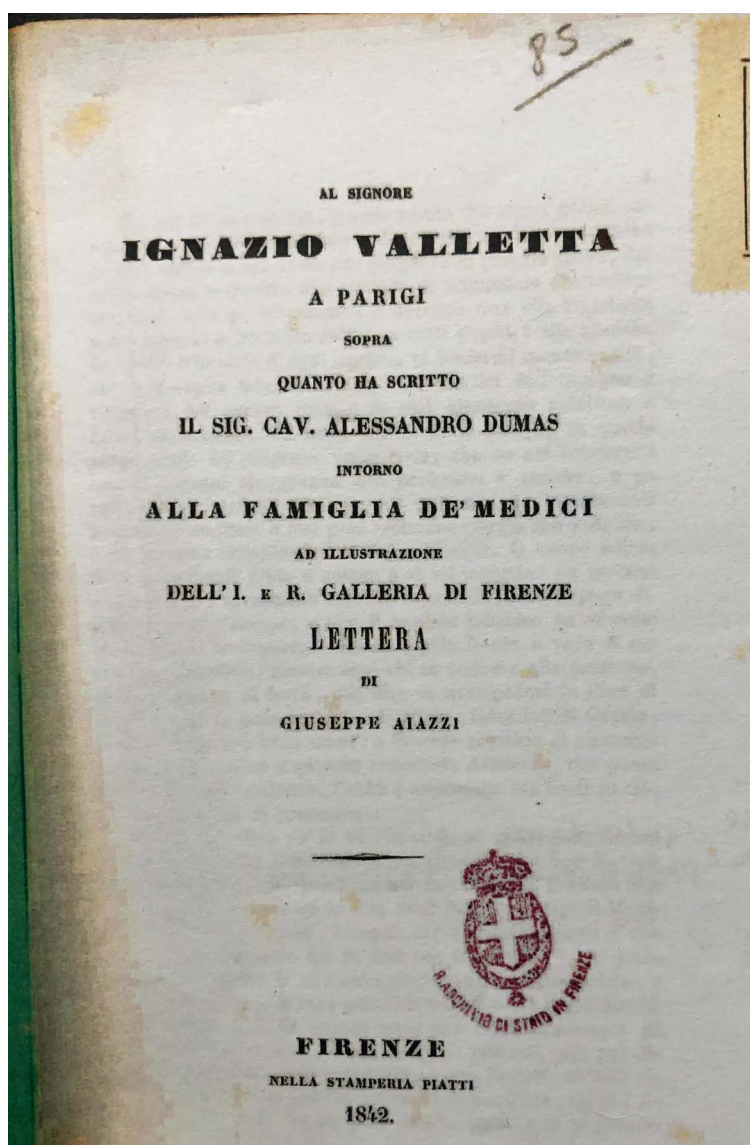 85
AL SIGNORE
IGNAZIO VALLETTA
A PARIGI
SOPRA
QUANTO HA SCRITTO
IL SIG. CAV. ALESSANDRO DUMAS
INTORNO
ALLA FAMIGLIA DE' MEDICI
AD ILLUSTRAZIONE
DELL' I. E R. GALLERIA DI FIRENZE
LETTERA
DI
GIUSEPPE AIAZZI
R. ARCHIVIO DI STATO IN FIRENZE
FIRENZE
NELLA STAMPERIA PIATTI
1842.